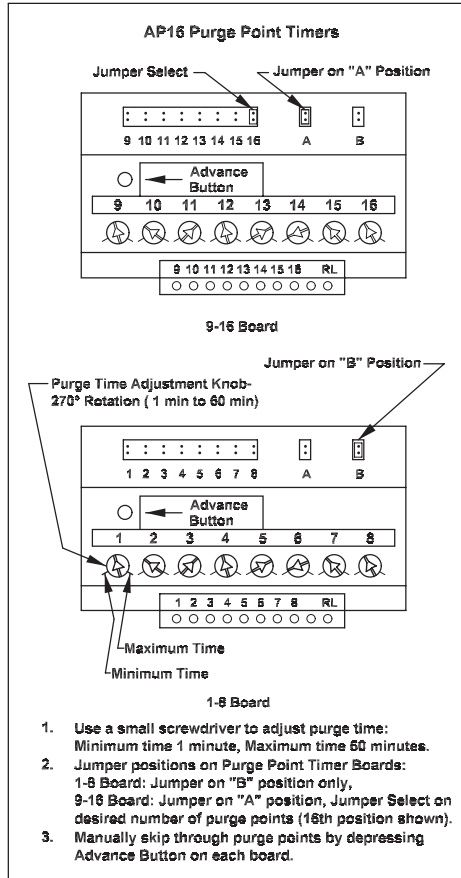 AP16 Purge Point Timers
Jumper Select
Jumper on "A" Position
9 10 11 12 13 14 15 16
A
B
Advance
Button
9 10 11 12 13 14 15 16
9 10 11 12 13 14 15 16 RL
9-16 Board
Jumper on "B" Position
Purge Time Adjustment Knob-
270° Rotation ( 1 min to 60 min)
1 2 3 4 5 6 7 8
A
B
Advance
Button
1 2 3 4 5 6 7 8
1 2 3 4 5 6 7 8 RL
Maximum Time
Minimum Time
1-8 Board
1. Use a small screwdriver to adjust purge time:
Minimum time 1 minute, Maximum time 60 minutes.
2. Jumper positions on Purge Point Timer Boards:
1-8 Board: Jumper on "B" position only,
9-16 Board: Jumper on "A" position, Jumper Select on
desired number of purge points (16th position shown).
3. Manually skip through purge points by depressing
Advance Button on each board.